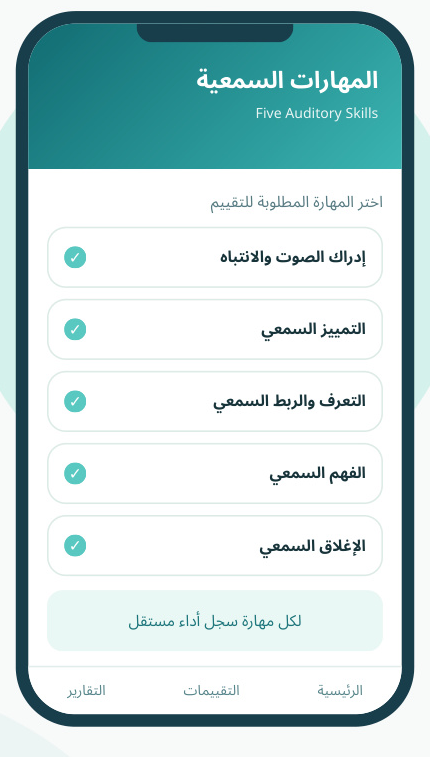 المهارات السمعية
Five Auditory Skills
اختر المهارة المطلوبة للتقييم
إدراك الصوت والانتباه
التمييز السمعي
التعرف والربط السمعي
الفهم السمعي
الإغلاق السمعي
لكل مهارة سجل أداء مستقل
الرئيسية التقييمات التقارير